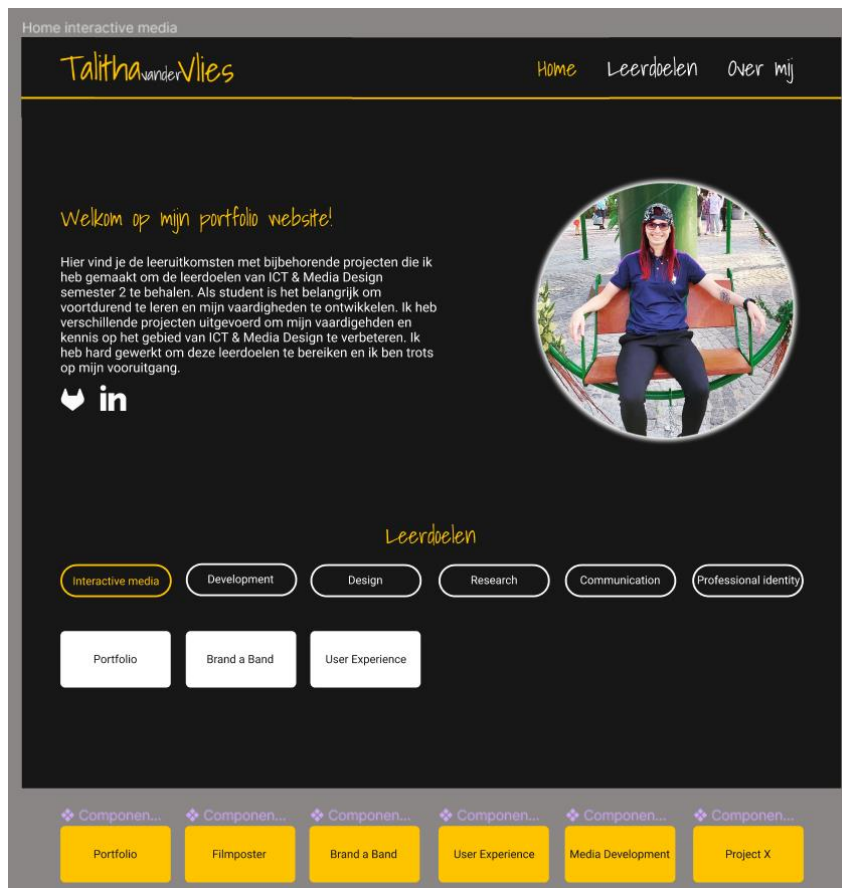 Home interactive media
Talitha vander Vlies
Home Leerdoelen Over mij
Welkom op mijn portfolio website!
Hier vind je de leeruitkomsten met bijbehorende projecten die ik
heb gemaakt om de leerdoelen van ICT &
Media Design
semester 2 te behalen. Als student is het belangrijk om
voortdurend te leren en mijn vaardigheden te ontwikkelen. Ik heb
verschillende projecten uitgevoerd om mijn vaardigehden en
kennis op het gebied van ICT & Media Design te verbeteren. Ik
heb hard gewerkt om deze leerdoelen te bereiken en ik ben trots
op mijn vooruitgang.
in
Leerdoelen
Interactive media Development Design Research Communication Professional identity
Portfolio Brand a Band User Experience
Componen... Componen... Componen... Componen... Componen... Componen...
Portfolio Filmposter Brand a Band User Experience Media Development Project X